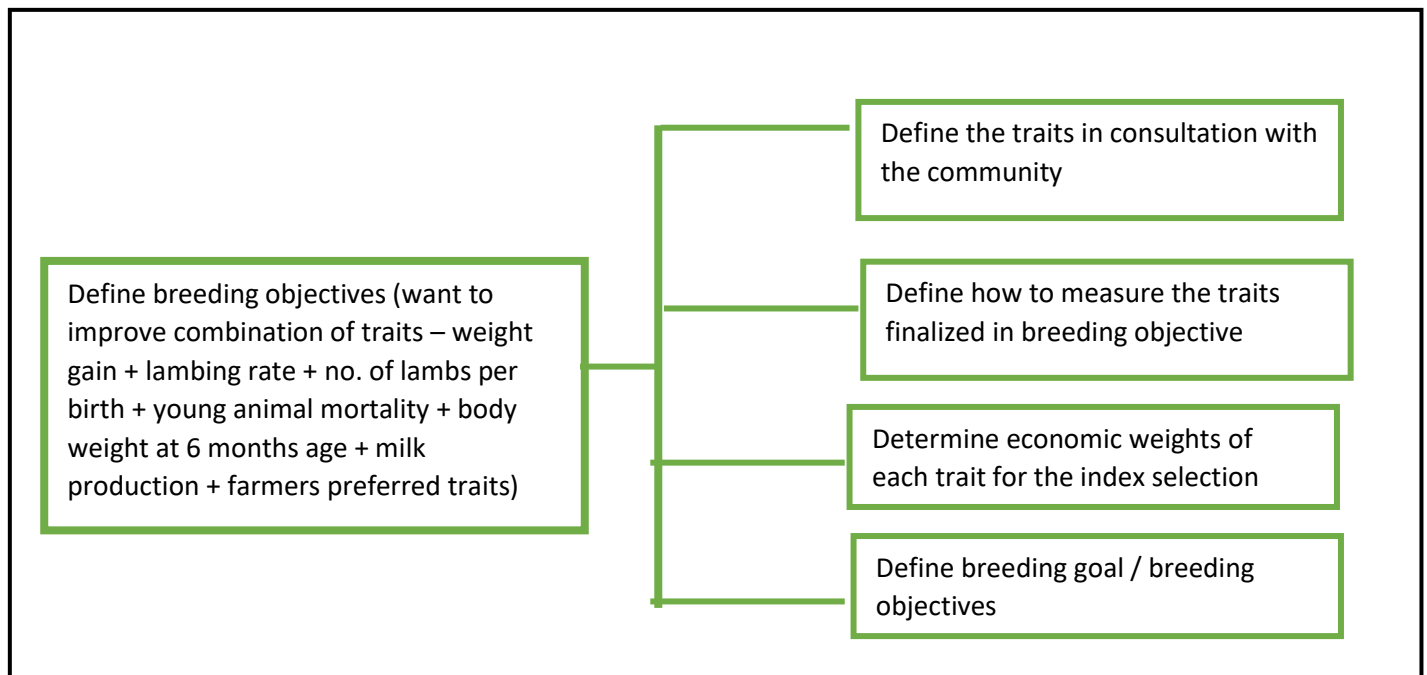 Define the traits in consultation with
the community
Define breeding objectives (want to
improve combination of traits – weight
gain + lambing rate + no. of lambs per
birth + young animal mortality + body
weight at 6 months age + milk
production + farmers preferred traits)
Define how to measure the traits
finalized in breeding objective
Determine economic weights of
each trait for the index selection
Define breeding goal / breeding
objectives